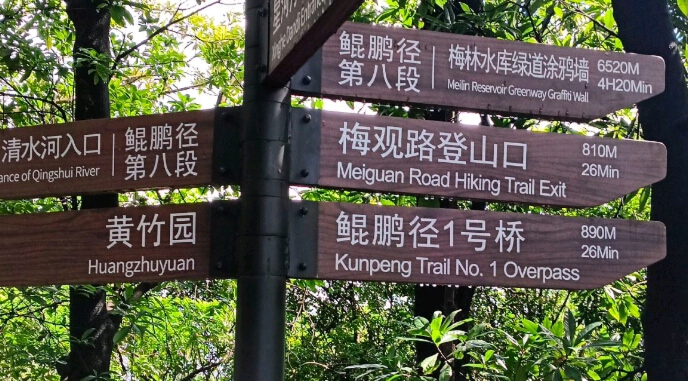 鲲鹏径
第八段
梅林水库绿道涂鸦墙
Meilin Reservoir Greenway Graffiti Wall
6520M
4H20Min
清水河入口
ance of Qingshui River
鲲鹏径
第八段
梅观路登山口
Meiguan Road Hiking Trail Exit
810M
26Min
黄竹园
Huangzhuyuan
鲲鹏径1号桥
Kunpeng Trail No. 1 Overpass
890M
26Min